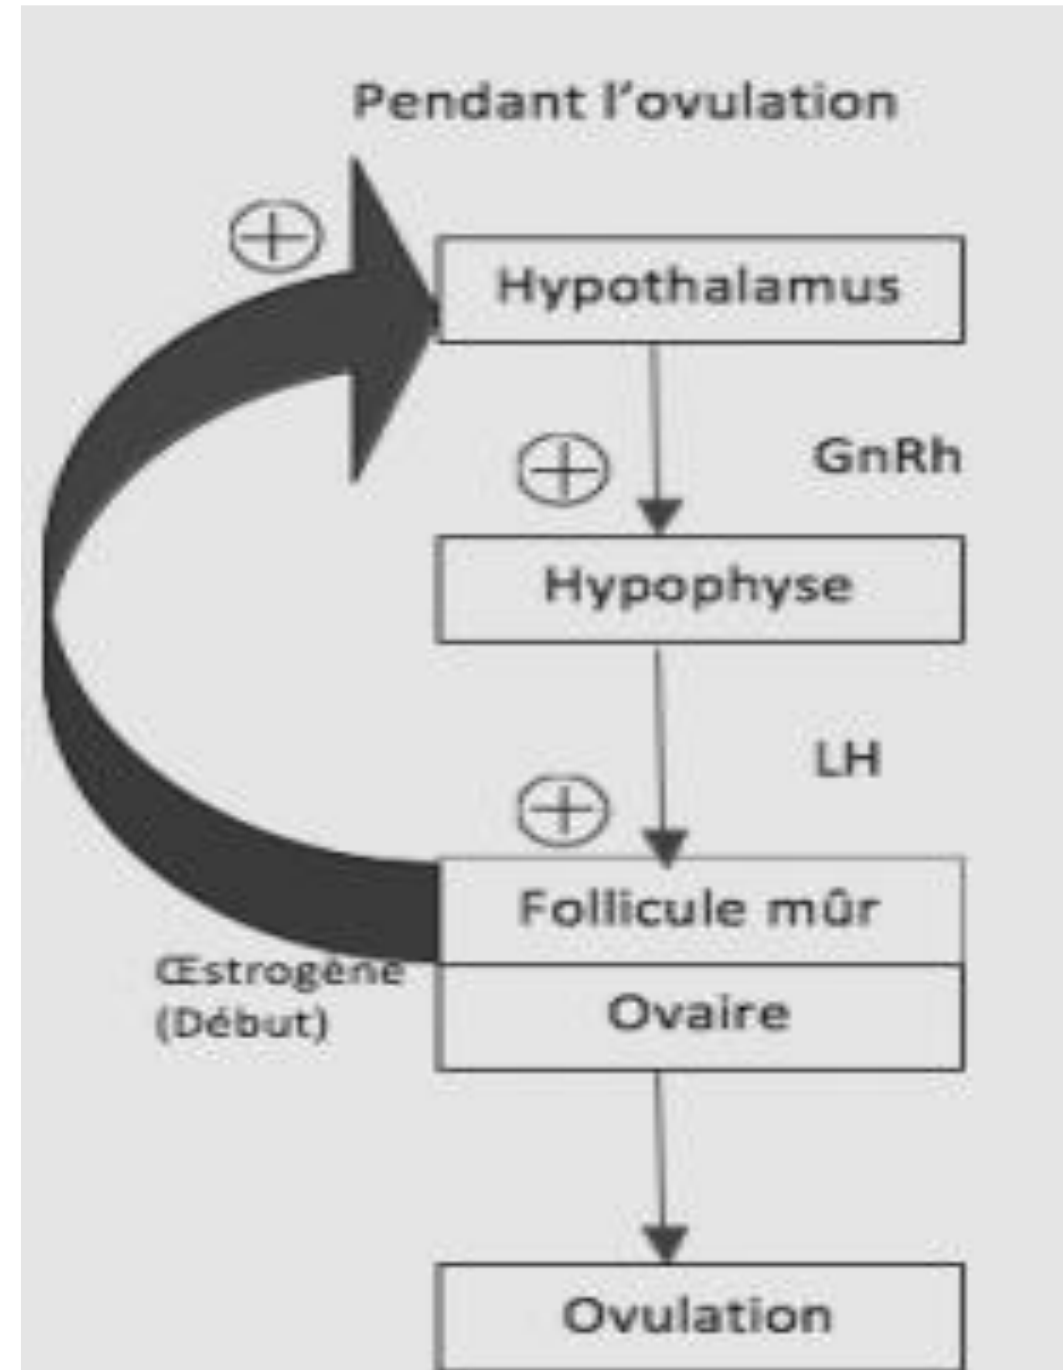 Pendant l'ovulation
Hypothalamus
GnRh
Hypophyse
LH
Follicule mûr
Œstrogène
(Début)
Ovaire
Ovulation